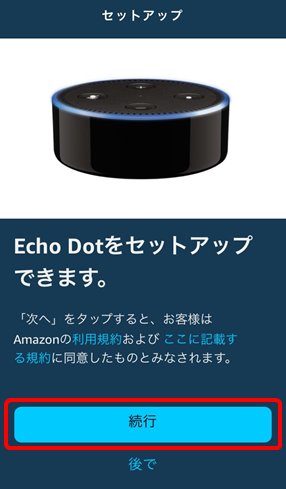 セットアップ
Echo Dotをセットアップ
できます。
「次へ」をタップすると、お客様は
Amazonの利用規約および ここに記載す
る規約に同意したものとみなされます。
続行
後で